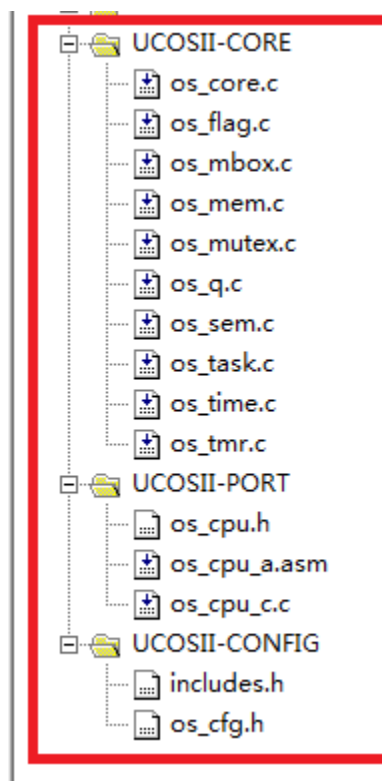 UCOSII-CORE
os_core.c
os_flag.c
os_mbox.c
os_mem.c
os_mutex.c
os_q.c
os_sem.c
os_task.c
os_time.c
os_tmr.c
UCOSII-PORT
os_cpu.h
os_cpu_a.asm
os_cpu_c.c
UCOSII-CONFIG
includes.h
os_cfg.h